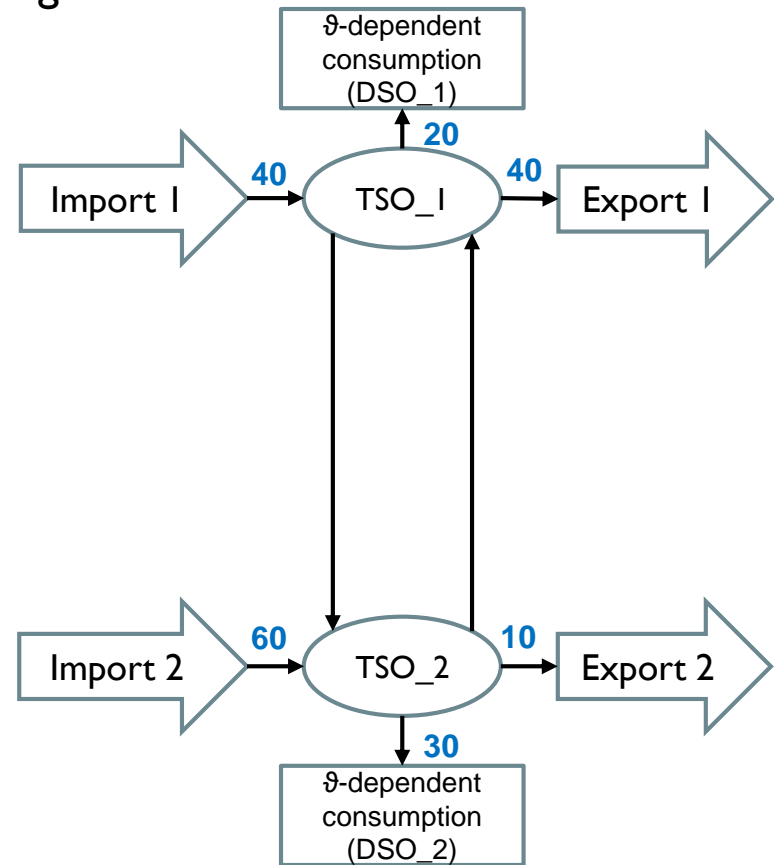 g
ϑ-dependent
consumption
(DSO_1)
20
40
40
Import 1
TSO_1
Export 1
60
10
Import 2
TSO_2
Export 2
30
ϑ-dependent
consumption
(DSO_2)